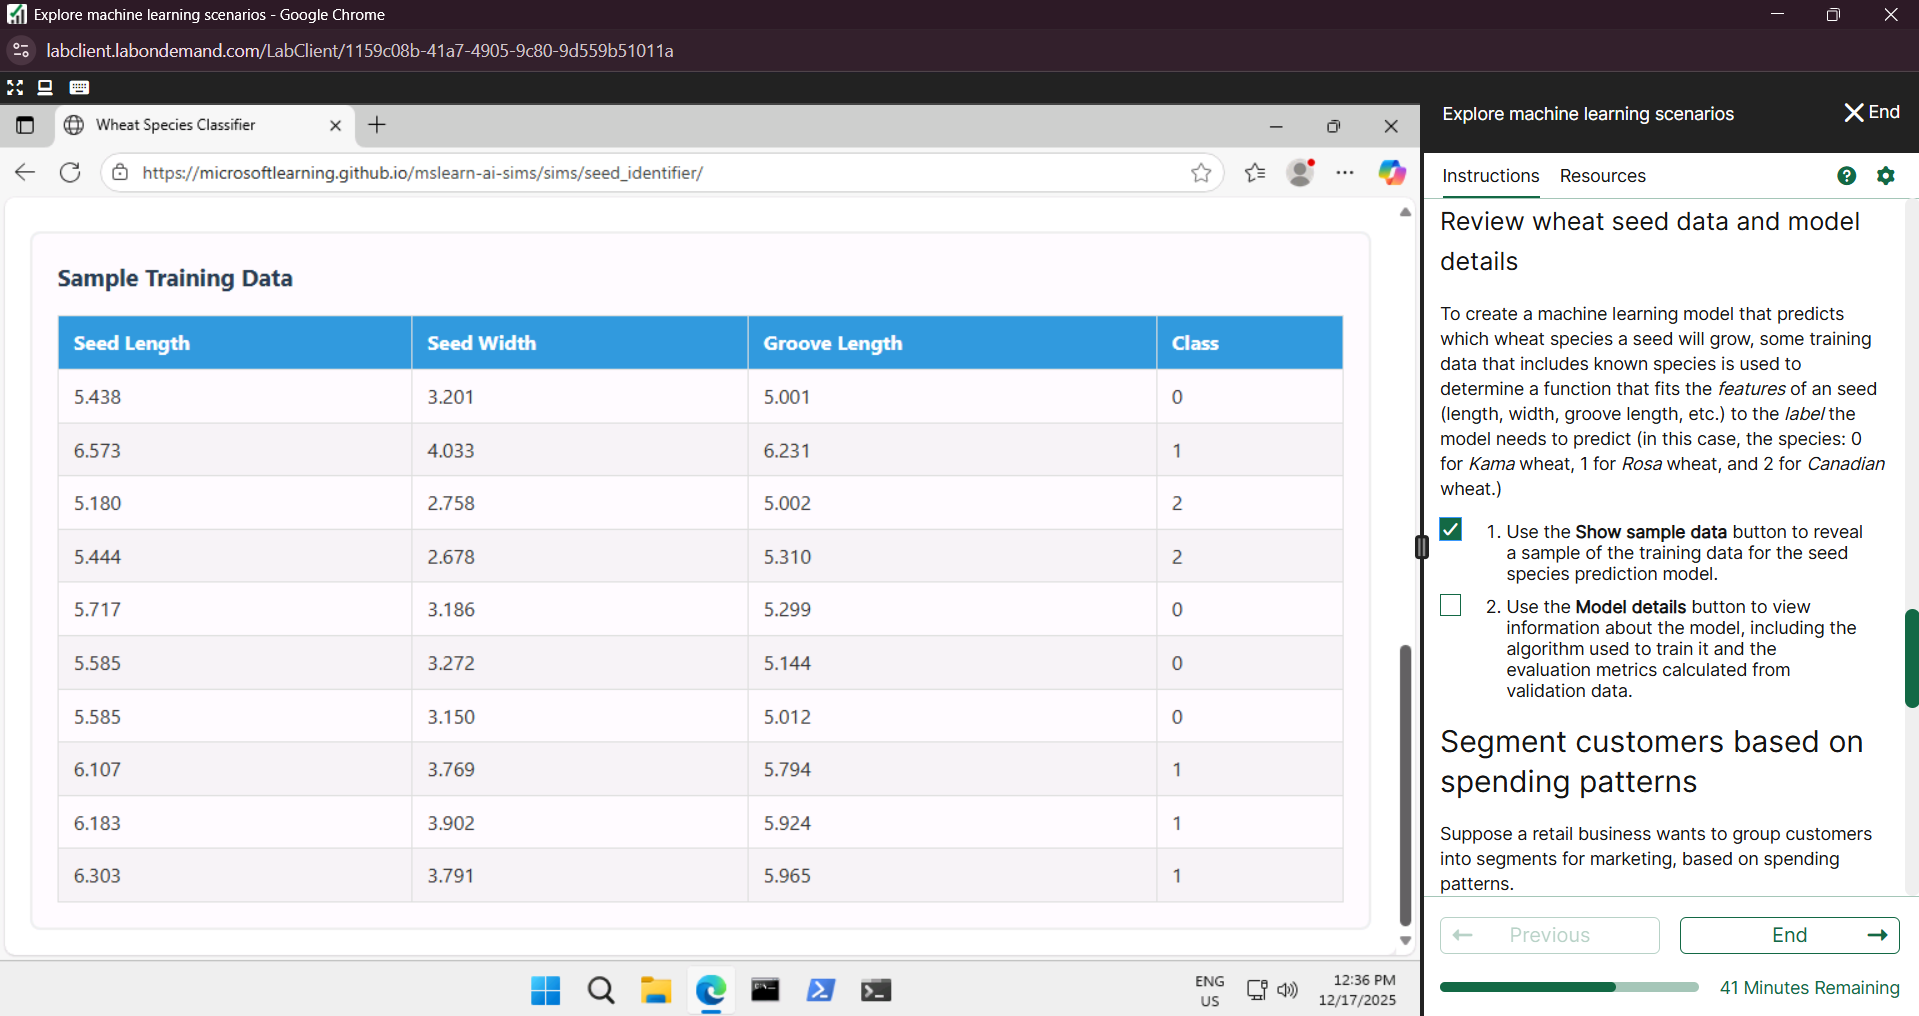 Explore machine learning scenarios - Google Chrome
labclient.labondemand.com/LabClient/1159c08b-41a7-4905-9c80-9d559b51011a
Wheat Species Classifier
https://microsoftlearning.github.io/mslearn-ai-sims/sims/seed_identifier/
Sample Training Data
Seed Length Seed Width Groove Length Class
5.438 3.201 5.001 0
6.573 4.033 6.231 1
5.180 2.758 5.002 2
5.444 2.678 5.310 2
5.717 3.186 5.299 0
5.585 3.272 5.144 0
5.585 3.150 5.012 0
6.107 3.769 5.794 1
6.183 3.902 5.924 1
6.303 3.791 5.965 1
ENG
US
12:36 PM
12/17/2025
Explore machine learning scenarios
End
Instructions Resources
Review wheat seed data and model
details
To create a machine learning model that predicts
which wheat species a seed will grow, some training
data that includes known species is used to
determine a function that fits the features of an seed
(length, width, groove length, etc.) to the label the
model needs to predict (in this case, the species: 0
for Kama wheat, 1 for Rosa wheat, and 2 for Canadian
wheat.)
1. Use the Show sample data button to reveal
a sample of the training data for the seed
species prediction model.
2. Use the Model details button to view
information about the model, including the
algorithm used to train it and the
evaluation metrics calculated from
validation data.
Segment customers based on
spending patterns
Suppose a retail business wants to group customers
into segments for marketing, based on spending
patterns.
Previous
End
41 Minutes Remaining